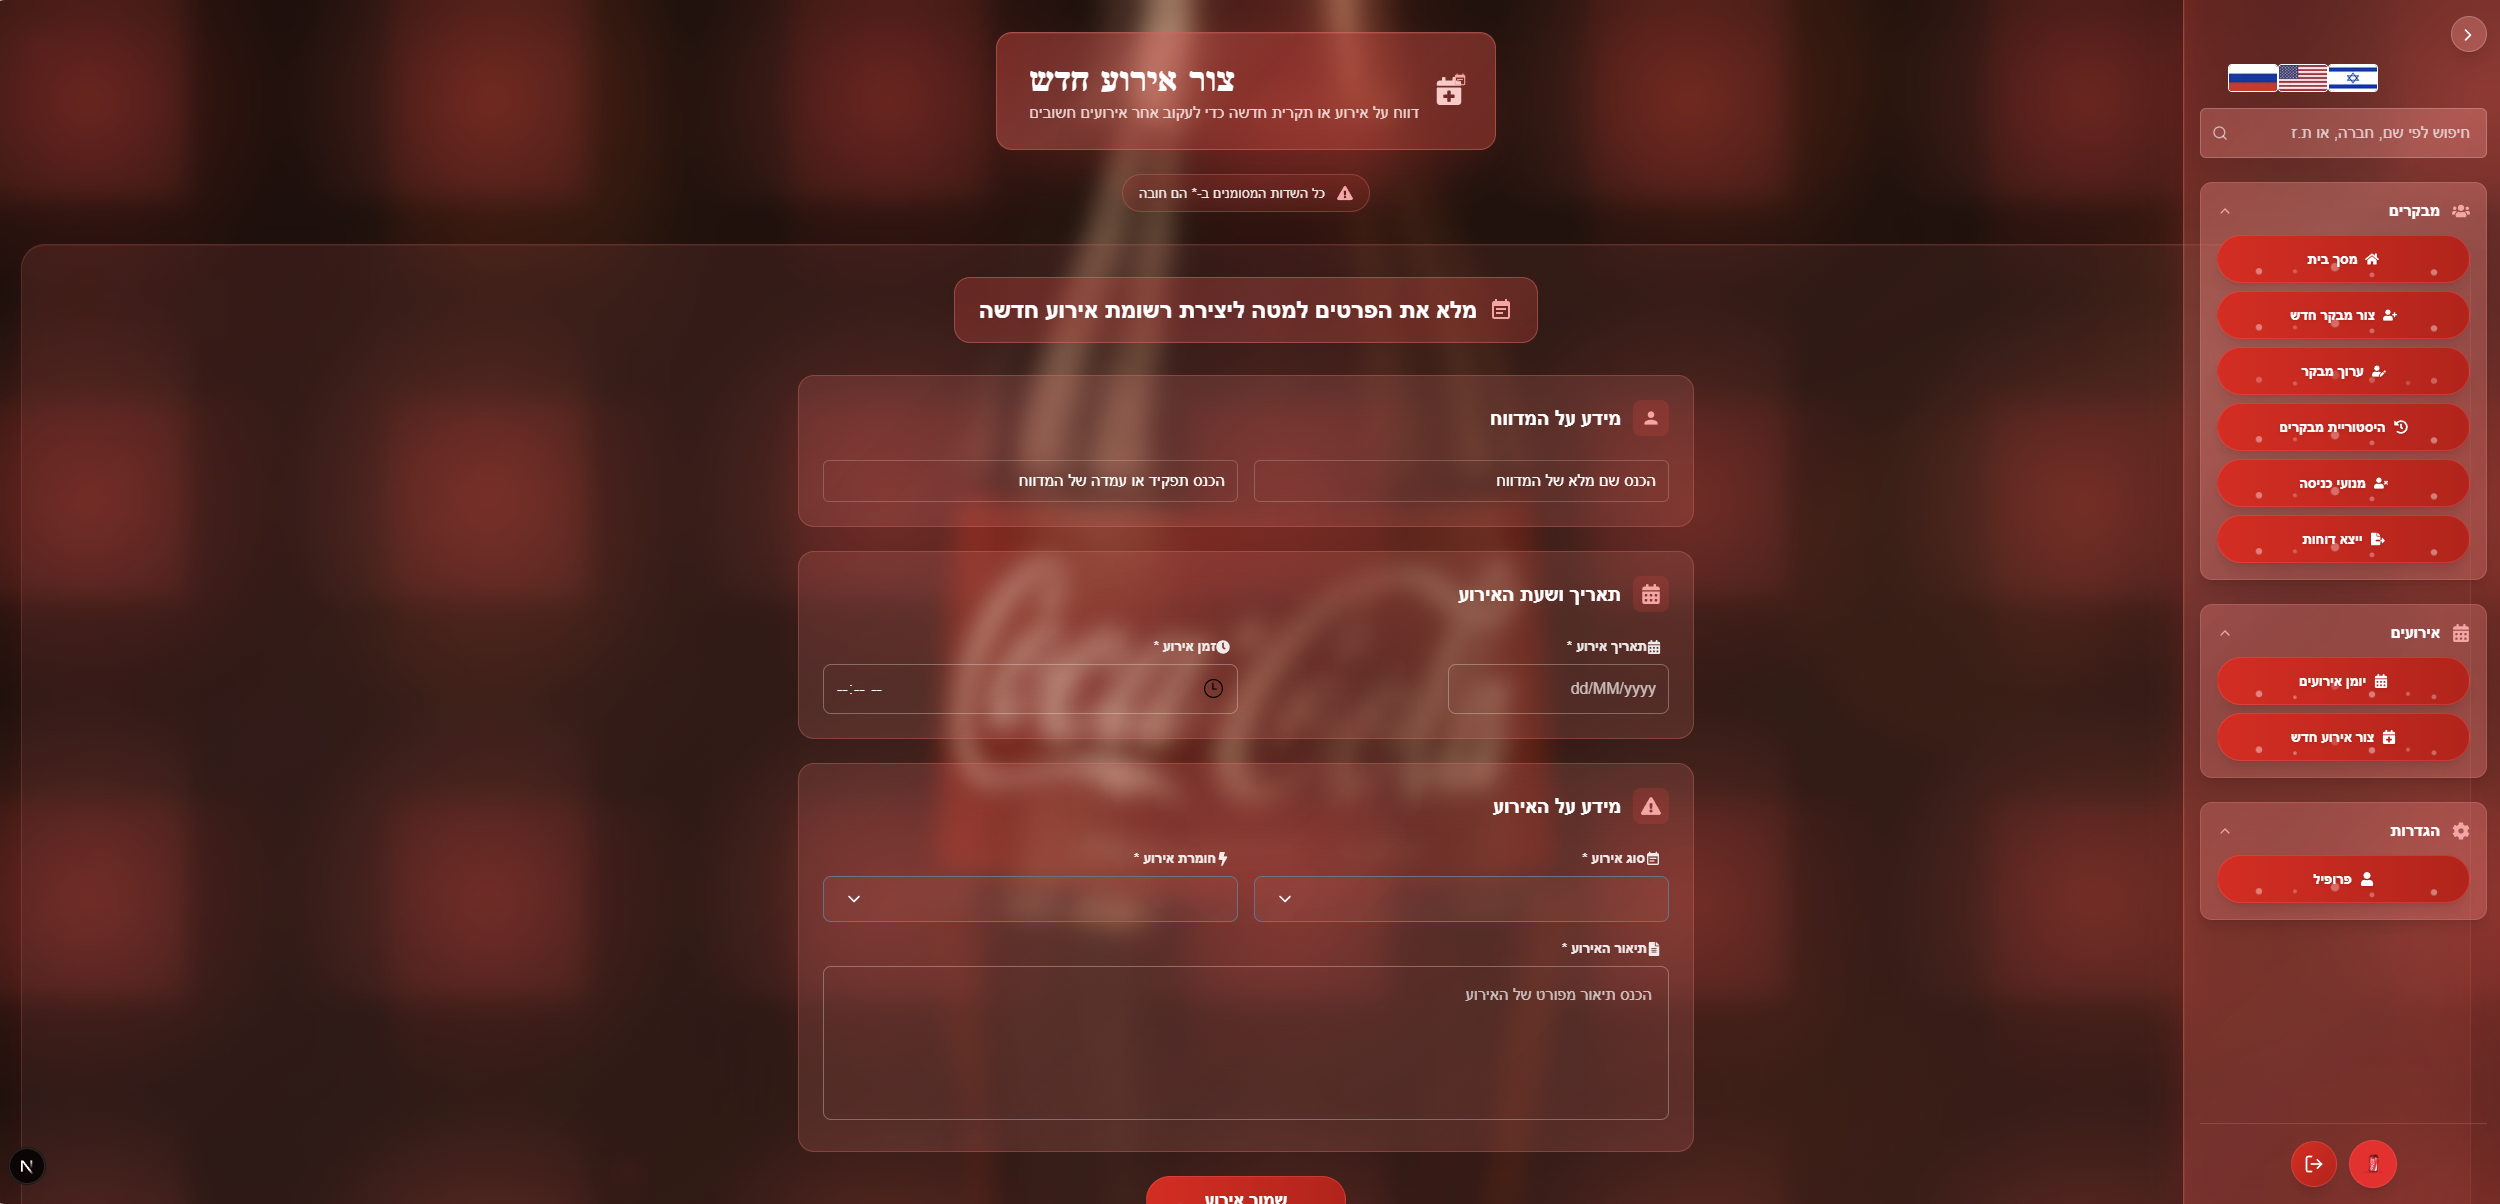 צור אירוע חדש
דווח על אירוע או תקרית חדשה כדי לעקוב אחר אירועים חשובים
כל השדות המסומנים ב-* הם חובה
מלא את הפרטים למטה ליצירת רשומת אירוע חדשה
מידע על המדווח
הכנס שם מלא של המדווח
הכנס תפקיד או עמדה של המדווח
תאריך ושעת האירוע
תאריך אירוע *
זמן אירוע *
dd/MM/yyyy
--:-- --
מידע על האירוע
סוג אירוע *
חומרת אירוע *
תיאור האירוע *
הכנס תיאור מפורט של האירוע
שמור אירוע
חיפוש לפי שם, חברה, או ת.ז
מבקרים
מסך בית
צור מבקר חדש
ערוך מבקר
היסטוריית מבקרים
מנועי כניסה
ייצא דוחות
אירועים
יומן אירועים
צור אירוע חדש
הגדרות
פרופיל
Coca Cola
N